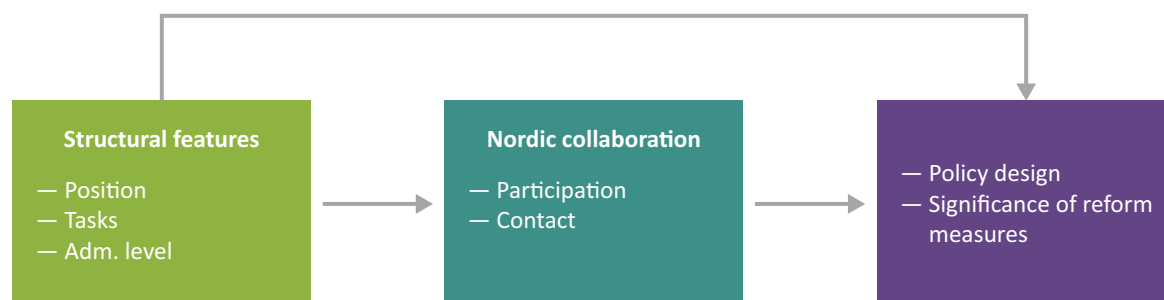 Structural features
— Position
— Tasks
— Adm. level
Nordic collaboration
— Participation
— Contact
— Policy design
— Significance of reform
measures